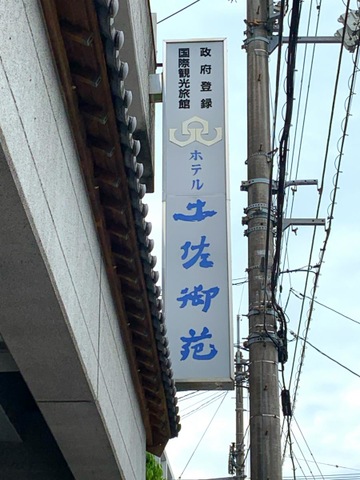 政府登録
国際観光旅館
ホテル
土佐御苑